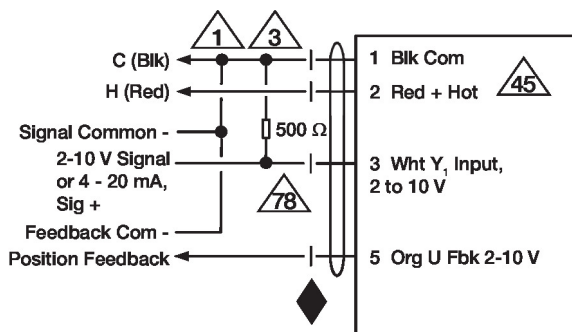 1
3
C (Blk)
1 Blk Com
H (Red)
2 Red + Hot
45
Signal Common -
500 Ω
2-10 V Signal
or 4 - 20 mA,
Sig +
3 Wht Y₁ Input,
2 to 10 V
78
Feedback Com -
Position Feedback
5 Org U Fbk 2-10 V